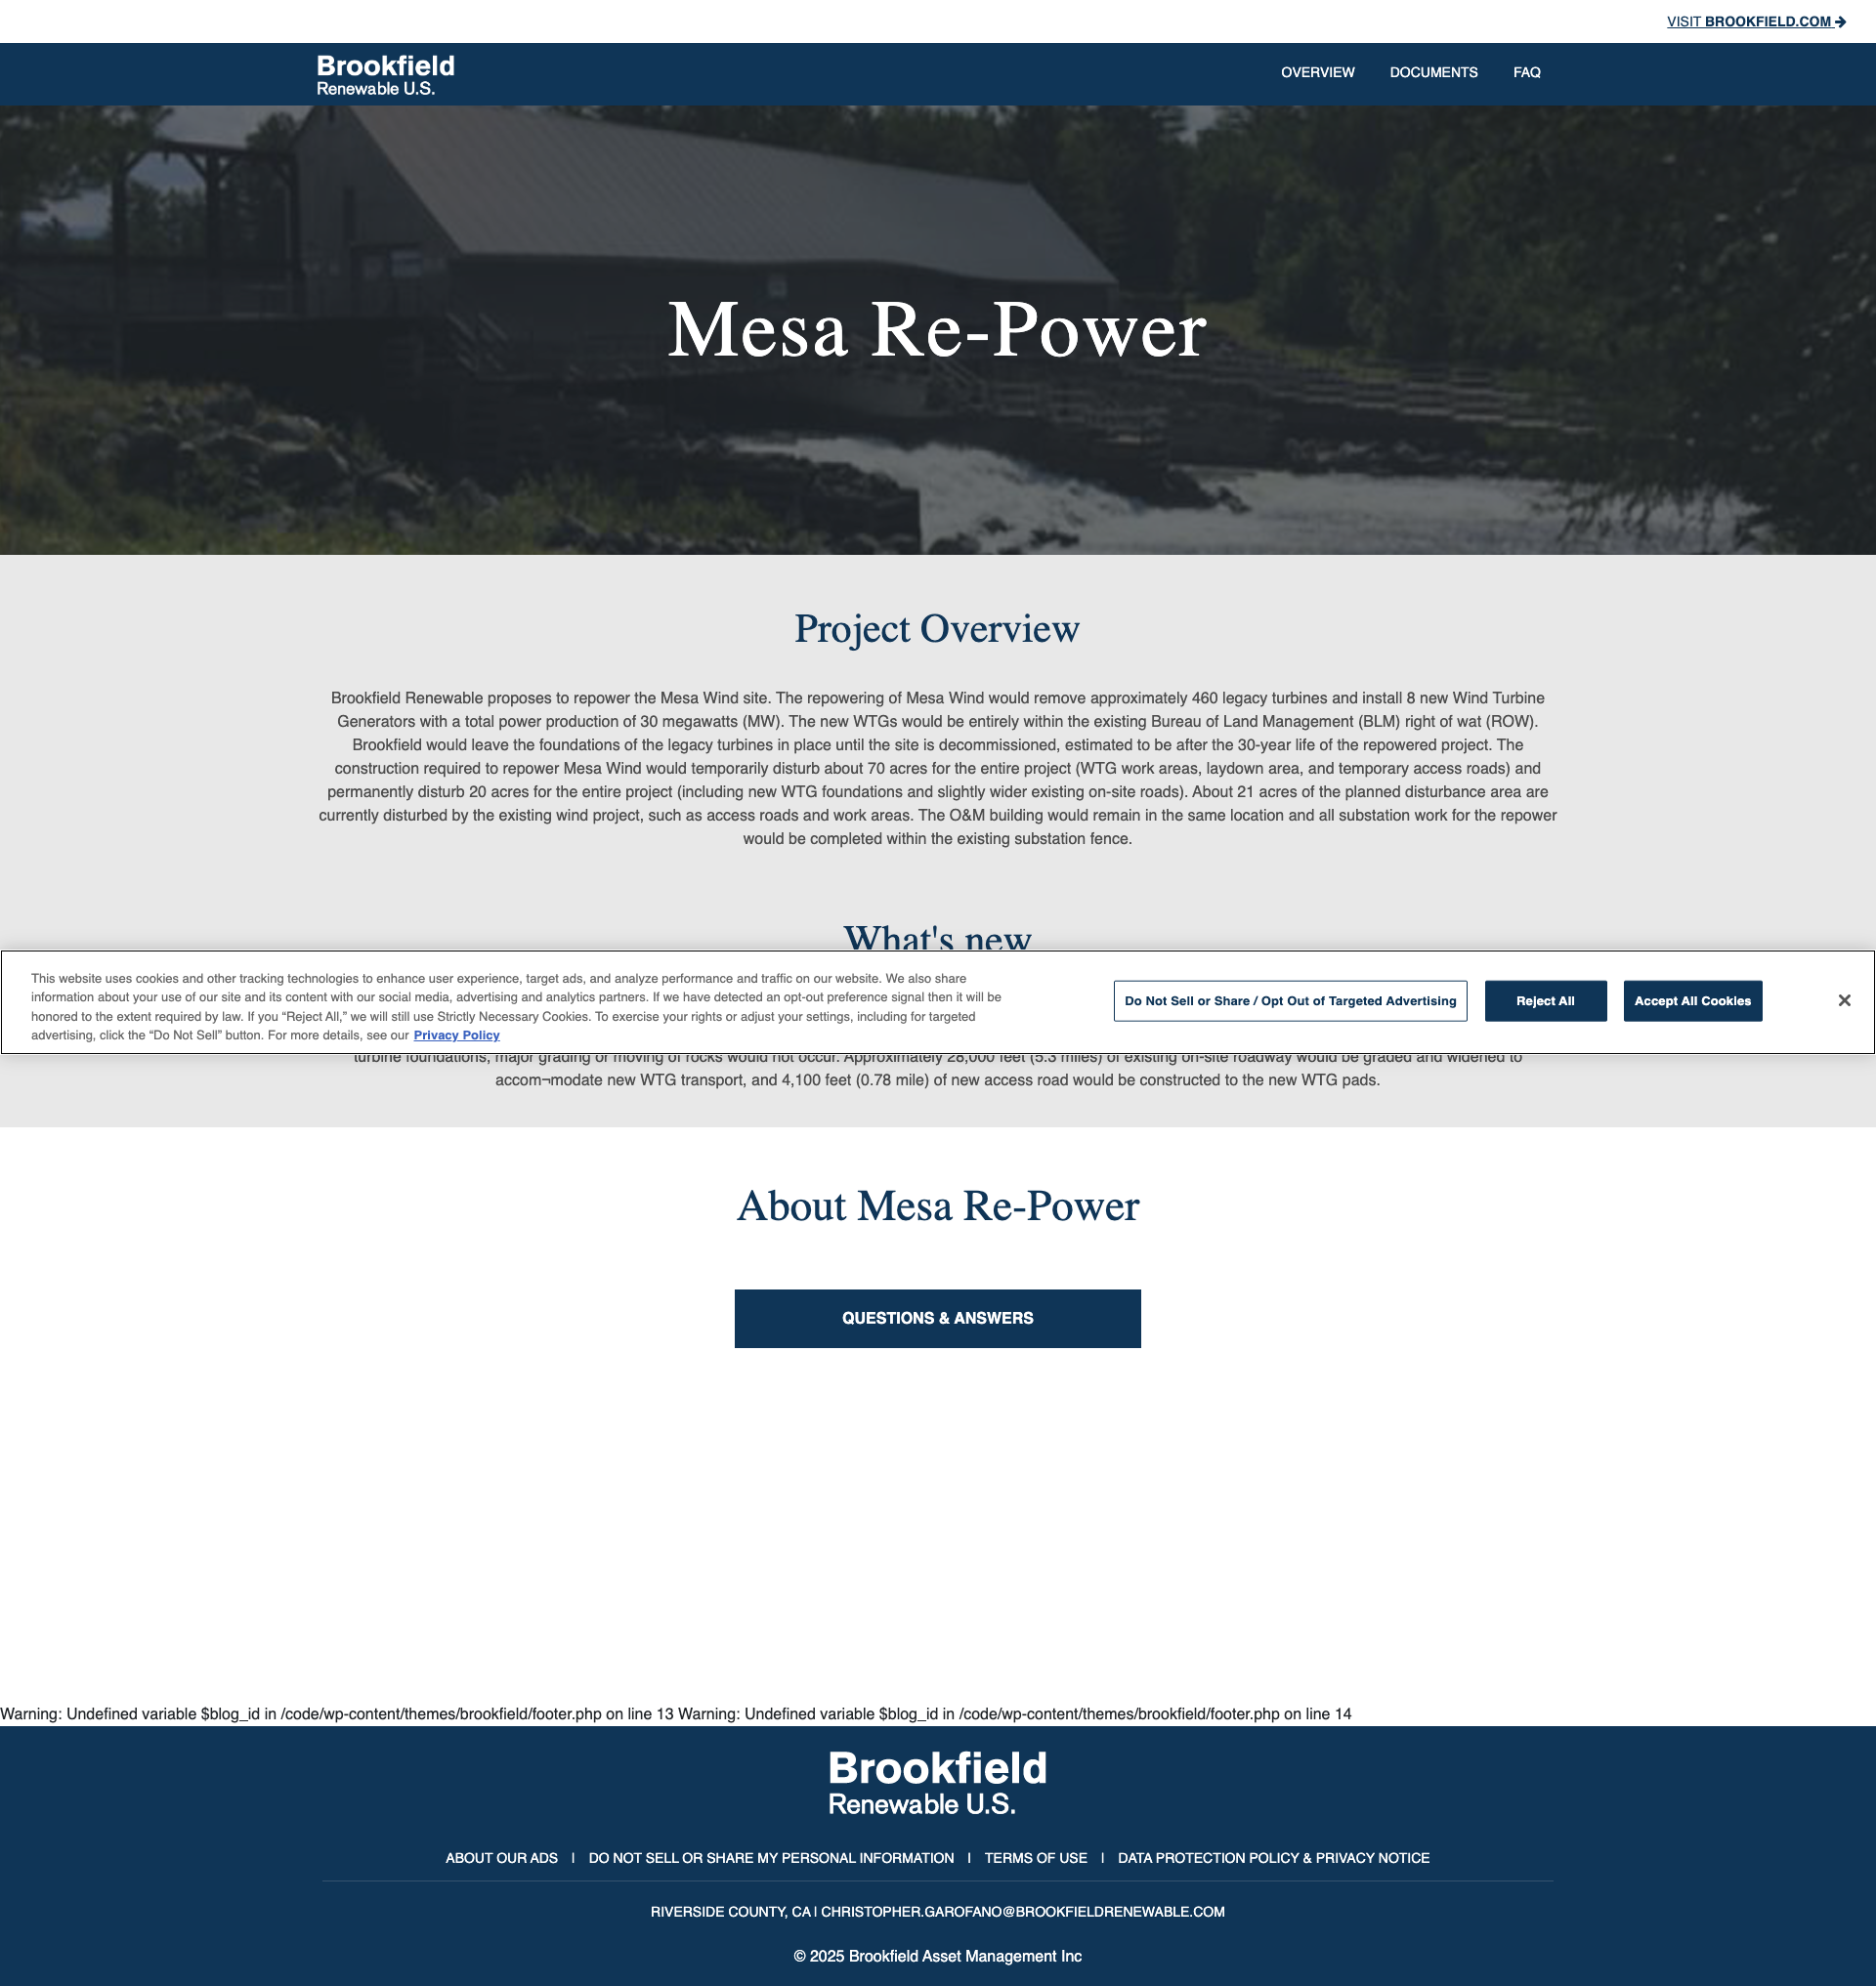 VISIT BROOKFIELD.COM
Brookfield
Renewable U.S.
OVERVIEW DOCUMENTS FAQ
Mesa Re-Power
Project Overview
Brookfield Renewable proposes to repower the Mesa Wind site. The repowering of Mesa Wind would remove approximately 460 legacy turbines and install 8 new Wind Turbine
Generators with a total power production of 30 megawatts (MW). The new WTGs would be entirely within the existing Bureau of Land Management (BLM) right of wat (ROW).
Brookfield would leave the foundations of the legacy turbines in place until the site is decommissioned, estimated to be after the 30-year life of the repowered project. The
construction required to repower Mesa Wind would temporarily disturb about 70 acres for the entire project (WTG work areas, laydown area, and temporary access roads) and
permanently disturb 20 acres for the entire project (including new WTG foundations and slightly wider existing on-site roads). About 21 acres of the planned disturbance area are
currently disturbed by the existing wind project, such as access roads and work areas. The O&M building would remain in the same location and all substation work for the repower
would be completed within the existing substation fence.
What's new
This website uses cookies and other tracking technologies to enhance user experience, target ads, and analyze performance and traffic on our website. We also share
information about your use of our site and its content with our social media, advertising and analytics partners. If we have detected an opt-out preference signal then it will be
honored to the extent required by law. If you “Reject All,” we will still use Strictly Necessary Cookies. To exercise your rights or adjust your settings, including for targeted
advertising, click the “Do Not Sell” button. For more details, see our Privacy Policy
Do Not Sell or Share / Opt Out of Targeted Advertising
Reject All
Accept All Cookies
turbine foundations, major grading or moving of rocks would not occur. Approximately 28,000 feet (5.3 miles) of existing on-site roadway would be graded and widened to
accom¬modate new WTG transport, and 4,100 feet (0.78 mile) of new access road would be constructed to the new WTG pads.
About Mesa Re-Power
QUESTIONS & ANSWERS
Warning: Undefined variable $blog_id in /code/wp-content/themes/brookfield/footer.php on line 13 Warning: Undefined variable $blog_id in /code/wp-content/themes/brookfield/footer.php on line 14
Brookfield
Renewable U.S.
ABOUT OUR ADS | DO NOT SELL OR SHARE MY PERSONAL INFORMATION | TERMS OF USE | DATA PROTECTION POLICY & PRIVACY NOTICE
RIVERSIDE COUNTY, CA | CHRISTOPHER.GAROFANO@BROOKFIELDRENEWABLE.COM
© 2025 Brookfield Asset Management Inc